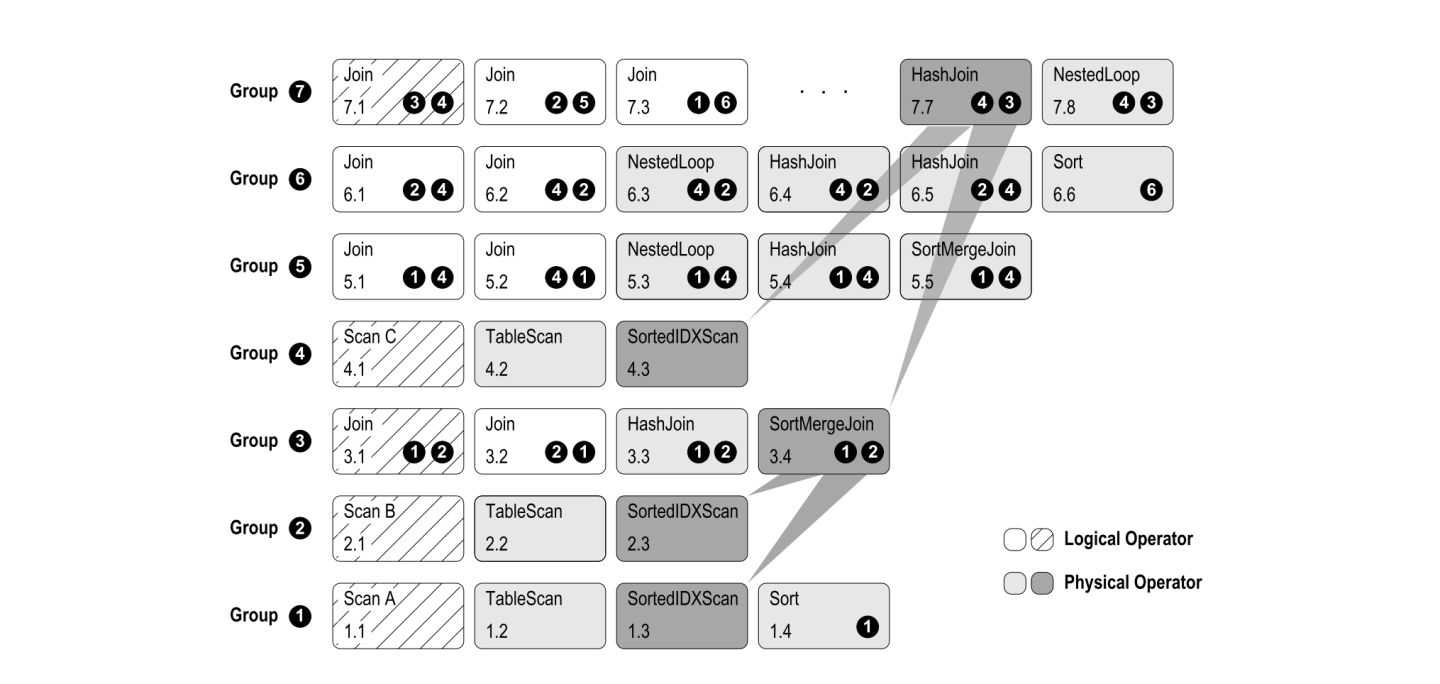 Group 7
Join Join Join HashJoin NestedLoop
7.1 3 4 7.2 2 5 7.3 1 6 . . . 7.7 4 3 7.8 4 3
Group 6
Join Join NestedLoop HashJoin HashJoin Sort
6.1 2 4 6.2 4 2 6.3 4 2 6.4 4 2 6.5 2 4 6.6 6
Group 5
Join Join NestedLoop HashJoin SortMergeJoin
5.1 1 4 5.2 4 1 5.3 1 4 5.4 1 4 5.5 1 4
Group 4
Scan C TableScan SortedIDXScan
4.1 4.2 4.3
Group 3
Join Join HashJoin SortMergeJoin
3.1 1 2 3.2 2 1 3.3 1 2 3.4 1 2
Group 2
Scan B TableScan SortedIDXScan
2.1 2.2 2.3
Group 1
Scan A TableScan SortedIDXScan Sort
1.1 1.2 1.3 1.4 1
Logical Operator
Physical Operator